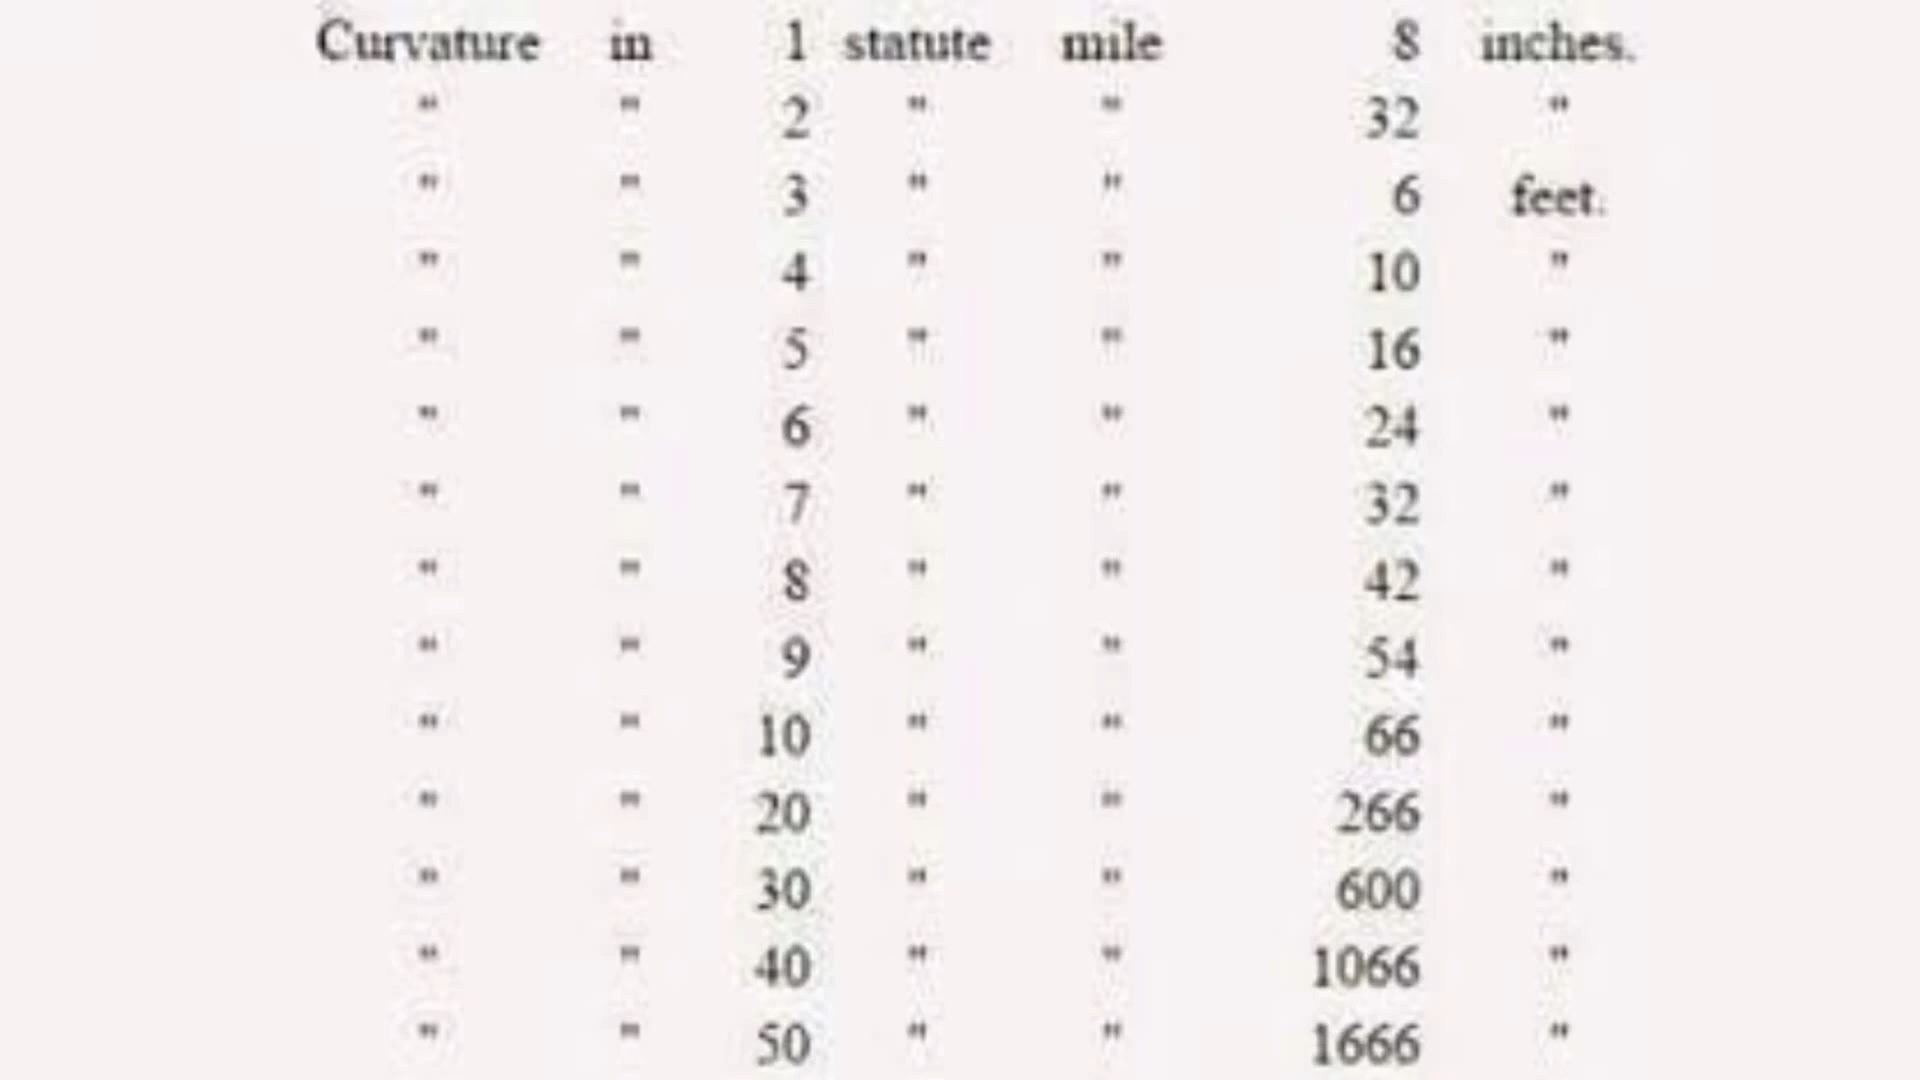 Curvature in 1 statute mile 8 inches.
" " 2 " " 32 "
" " 3 " " 6 feet.
" " 4 " " 10 "
" " 5 " " 16 "
" " 6 " " 24 "
" " 7 " " 32 "
" " 8 " " 42 "
" " 9 " " 54 "
" " 10 " " 66 "
" " 20 " " 266 "
" " 30 " " 600 "
" " 40 " " 1066 "
" " 50 " " 1666 "